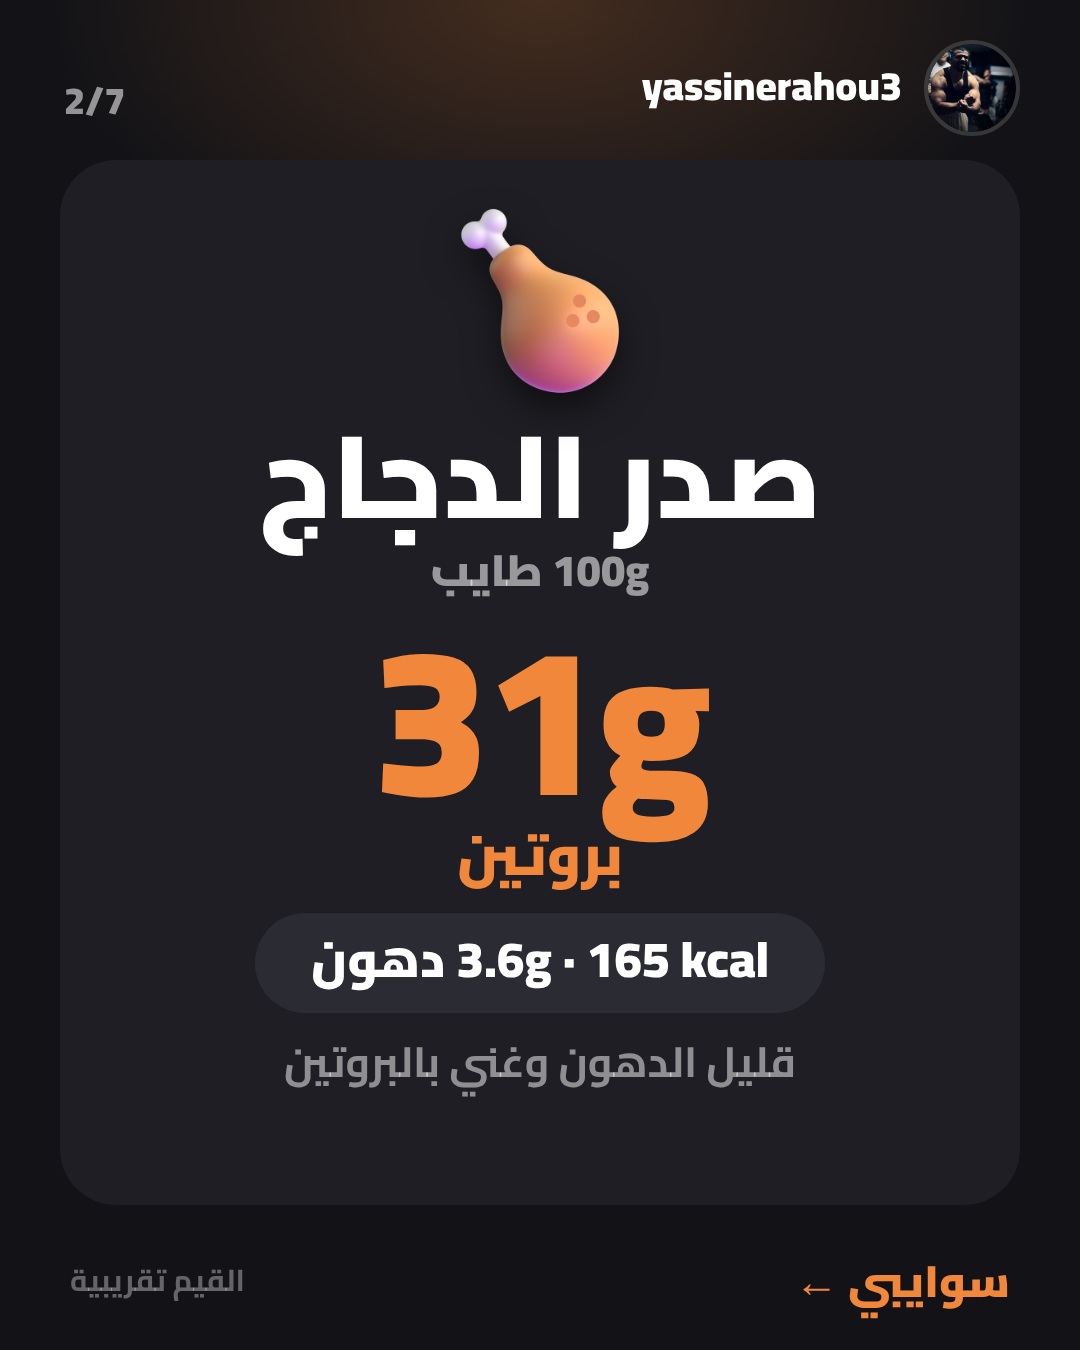 yassinerahou3
2/7
صدر الدجاج
100g طايب
31g
بروتين
165 kcal · 3.6g دهون
قليل الدهون وغني بالبروتين
سوايبي ←
القيم تقريبية